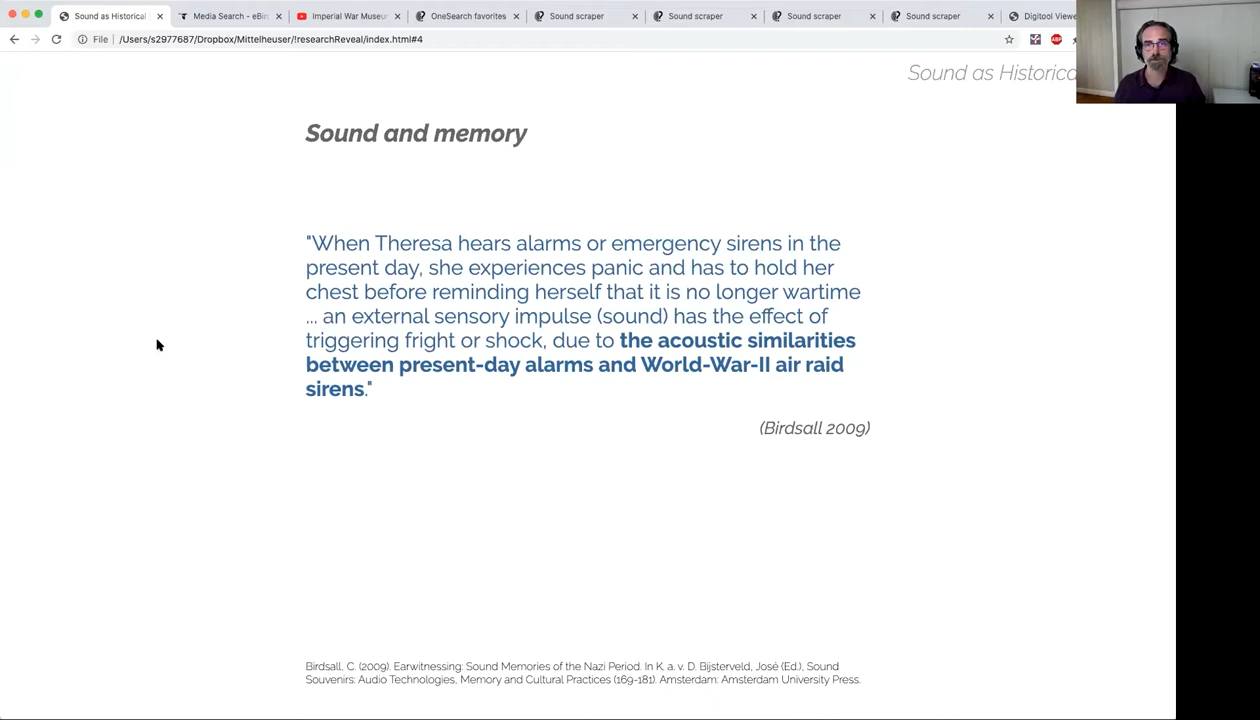 Sound as Historical
Media Search - eBir
Imperial War Museu
OneSearch favorites
Sound scraper
Sound scraper
Sound scraper
Sound scraper
Digitool Viewe
File
/Users/s2977687/Dropbox/Mittelheuser/!researchReveal/index.html#4
ABP
Sound as Historica
Sound and memory
"When Theresa hears alarms or emergency sirens in the
present day, she experiences panic and has to hold her
chest before reminding herself that it is no longer wartime
... an external sensory impulse (sound) has the effect of
triggering fright or shock, due to the acoustic similarities
between present-day alarms and World-War-II air raid
sirens."
(Birdsall 2009)
Birdsall, C. (2009). Earwitnessing: Sound Memories of the Nazi Period. In K. a. v. D. Bijsterveld, José (Ed.), Sound
Souvenirs: Audio Technologies, Memory and Cultural Practices (169-181). Amsterdam: Amsterdam University Press.